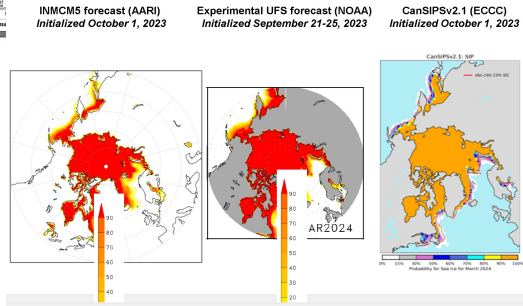 INMCM5 forecast (AARI)
Initialized October 1, 2023
Experimental UFS forecast (NOAA)
Initialized September 21-25, 2023
CanSIPSv2.1 (ECCC)
Initialized October 1, 2023
CanSIPSv2.1: SIP
obs clim 15% SIC
AR2024
90
80
70
60
50
40
90
80
70
60
50
40
30
20
0% 15% 30% 40% 50% 60% 70% 80% 90% 100%
Probability for Sea Ice for March 2024